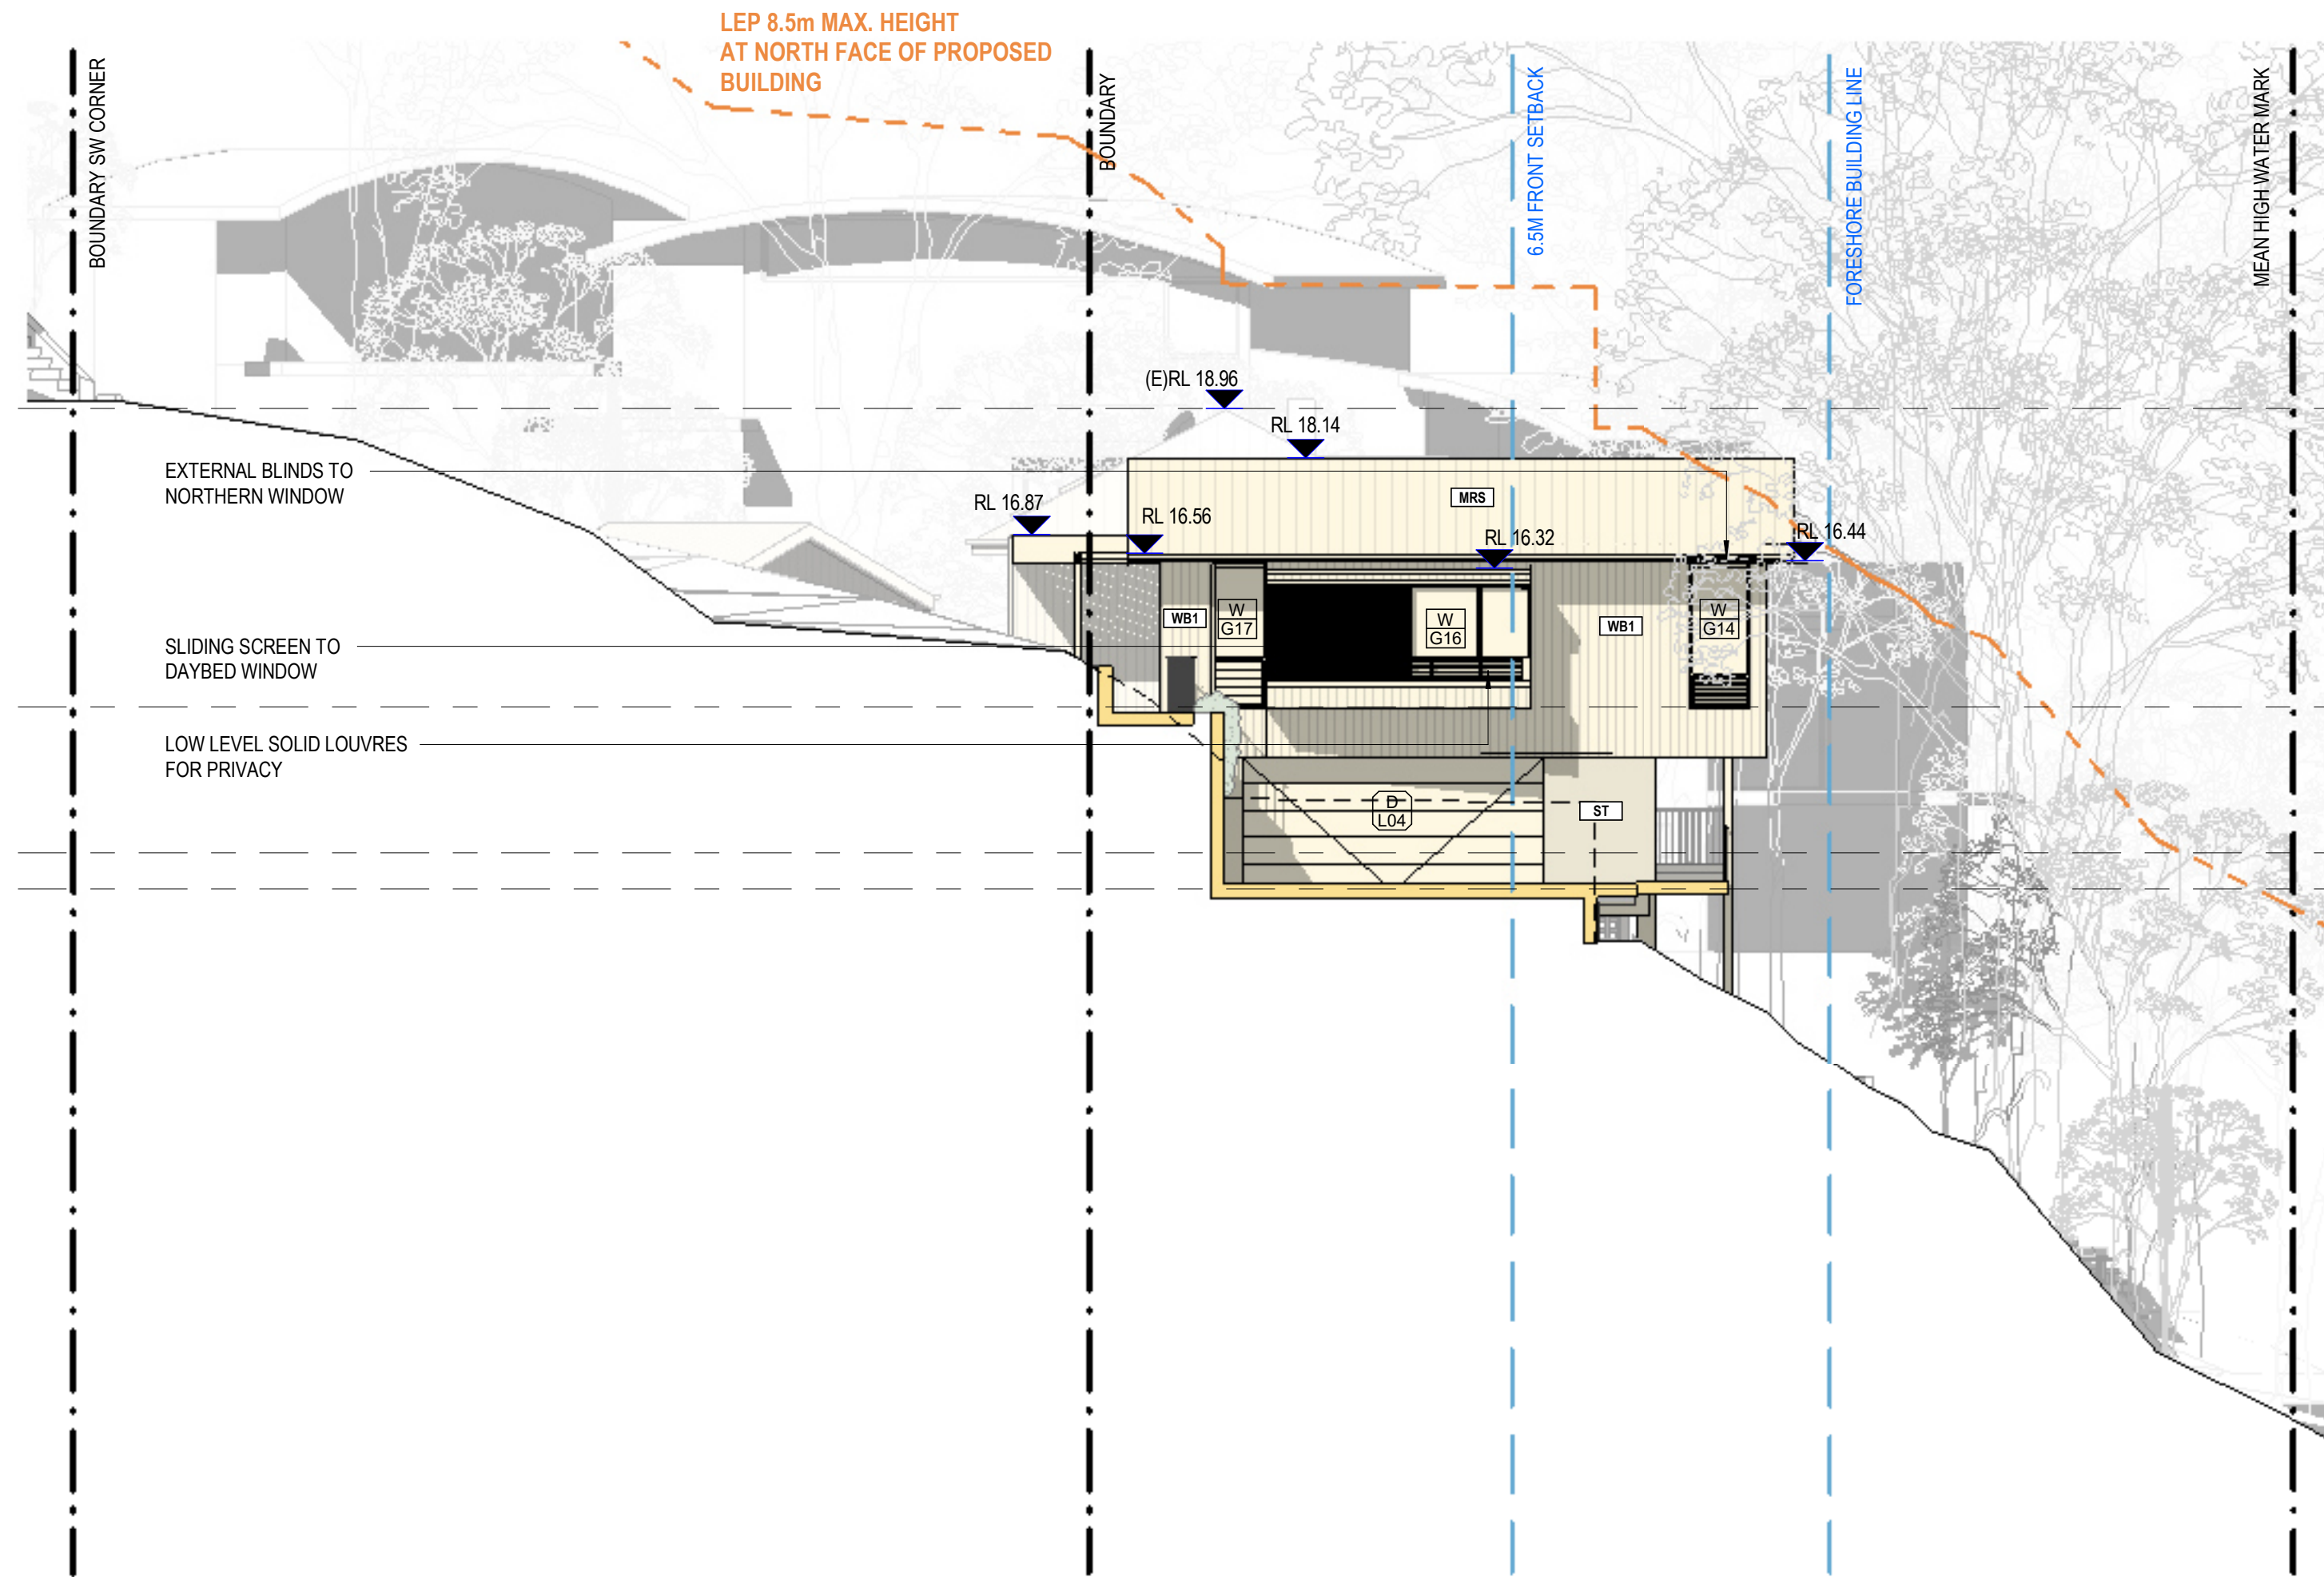 LEP 8.5m MAX. HEIGHT
AT NORTH FACE OF PROPOSED
BUILDING
BOUNDARY SW CORNER
BOUNDARY
6.5M FRONT SETBACK
FORESHORE BUILDING LINE
MEAN HIGH WATER MARK
(E)RL 18.96
RL 18.14
EXTERNAL BLINDS TO
NORTHERN WINDOW
MRS
RL 16.87
RL 16.56
RL 16.32
RL 16.44
WB1
W
G17
W
G16
WB1
W
G14
SLIDING SCREEN TO
DAYBED WINDOW
LOW LEVEL SOLID LOUVRES
FOR PRIVACY
D
L04
ST